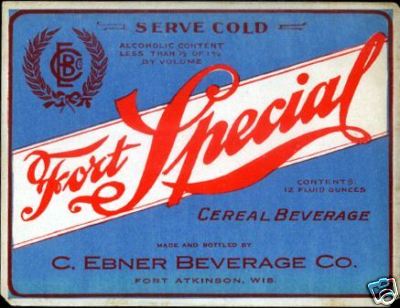 SERVE COLD
ALCOHOLIC CONTENT
LESS THAN ½ OF 1%
BY VOLUME
Fort Special
CONTENTS
12 FLUID OUNCES
CEREAL BEVERAGE
MADE AND BOTTLED BY
C. EBNER BEVERAGE CO.
FORT ATKINSON, WIS.